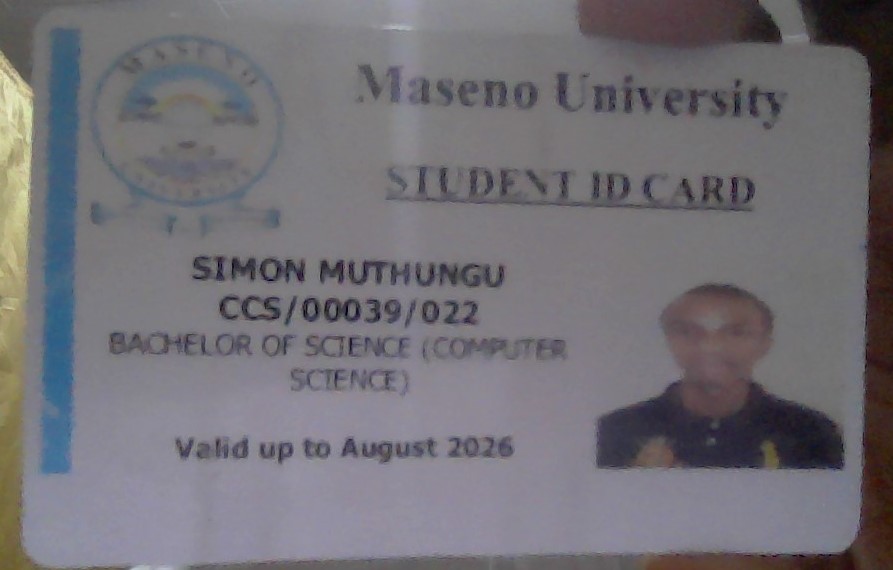 MASENO
UNIVERSITY
Maseno University
STUDENT ID CARD
SIMON MUTHUNGU
CCS/00039/022
BACHELOR OF SCIENCE (COMPUTER
SCIENCE)
Valid up to August 2026